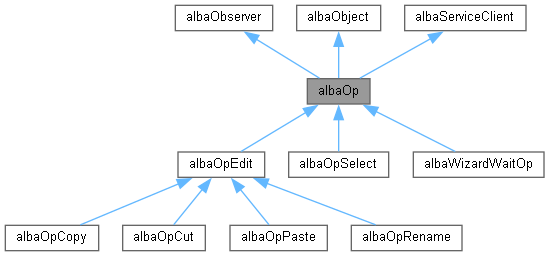 albaObserver
albaObject
albaServiceClient
albaOp
albaOpEdit
albaOpSelect
albaWizardWaitOp
albaOpCopy
albaOpCut
albaOpPaste
albaOpRename